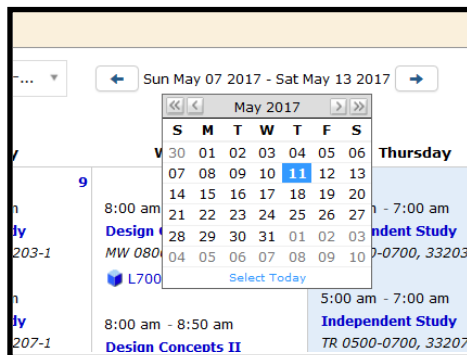 –... Sun May 07 2017 - Sat May 13 2017
May 2017
S M T W T F S
30 01 02 03 04 05 06
07 08 09 10 11 12 13
14 15 16 17 18 19 20
21 22 23 24 25 26 27
28 29 30 31 01 02 03
04 05 06 07 08 09 10
Select Today
9
8:00 am
Design
MW
L700
8:00 am - 8:50 am
Design Concepts II
Thursday
- 7:00 am
Study
-0700, 33203
5:00 am - 7:00 am
Independent Study
TR 0500-0700, 33207
203-1
207-1